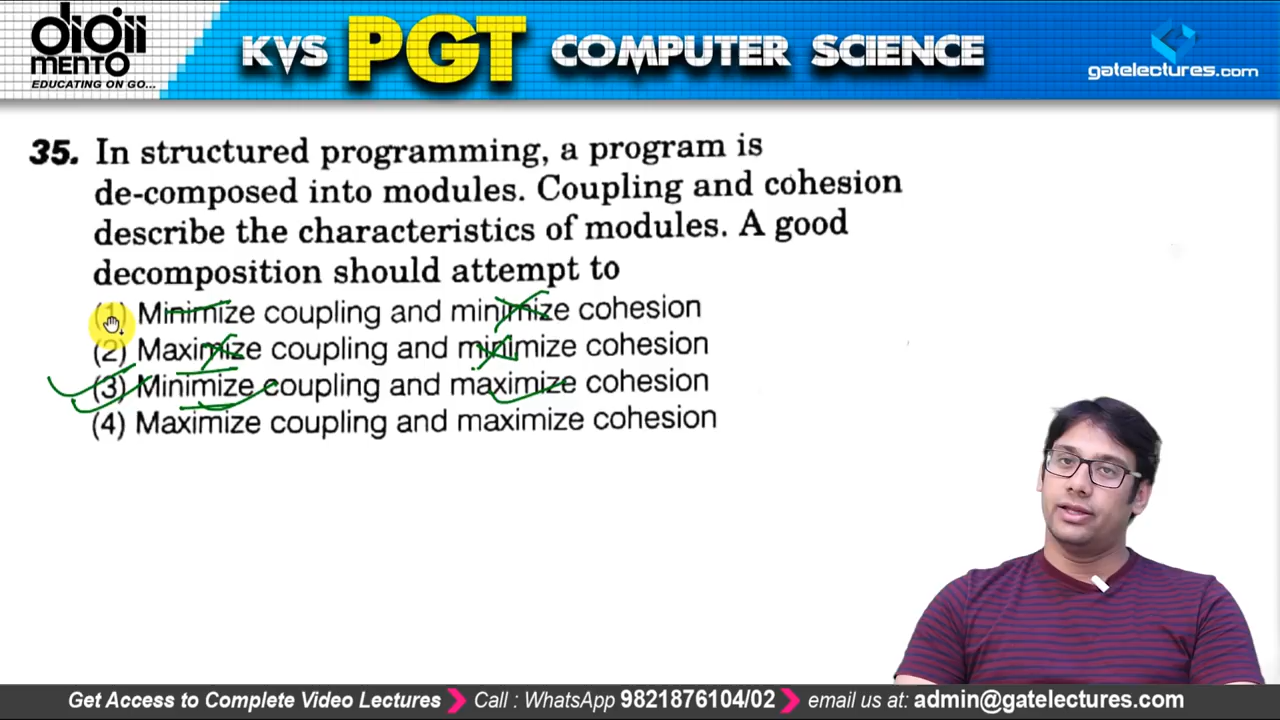 digii
MENTO
EDUCATING ON GO...
KVS PGT COMPUTER SCIENCE
gatelectures.com
35. In structured programming, a program is
de-composed into modules. Coupling and cohesion
describe the characteristics of modules. A good
decomposition should attempt to
(1) Minimize coupling and minimize cohesion
(2) Maximize coupling and minimize cohesion
(3) Minimize coupling and maximize cohesion
(4) Maximize coupling and maximize cohesion
Get Access to Complete Video Lectures Call : WhatsApp 9821876104/02 email us at: admin@gatelectures.com